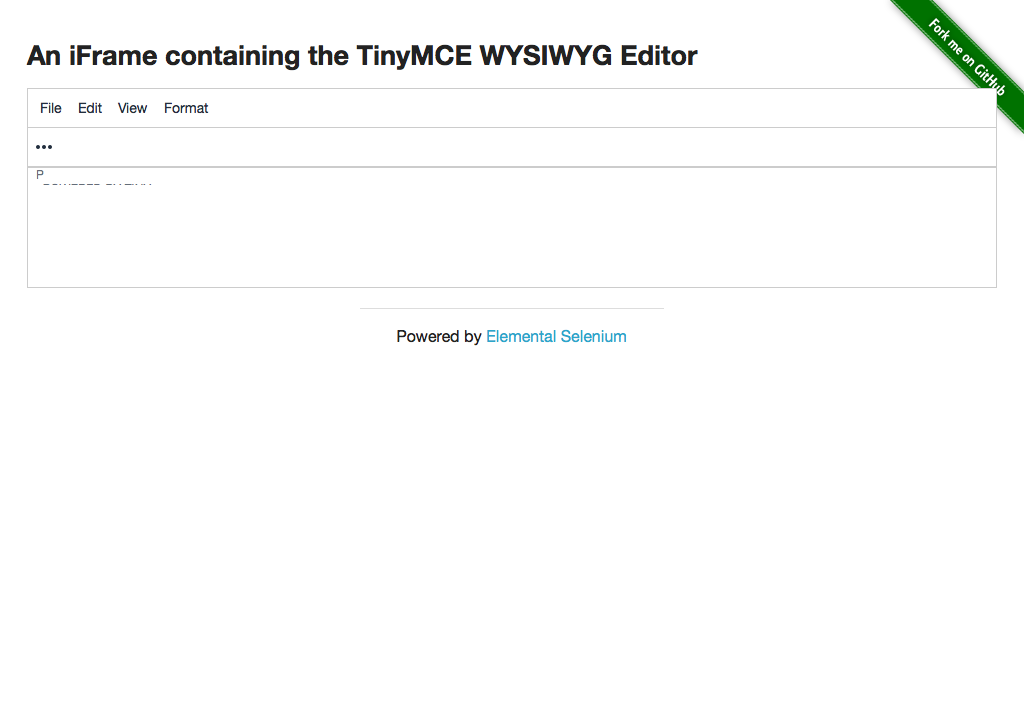 Fork me on GitHub
An iFrame containing the TinyMCE WYSIWYG Editor
File Edit View Format
P
Powered by Elemental Selenium